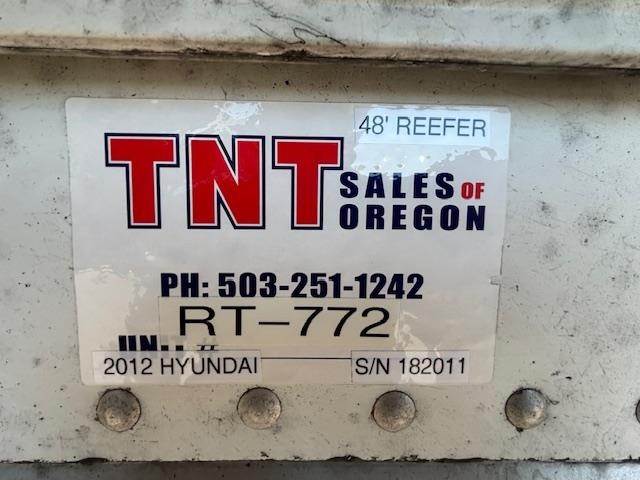 48' REEFER
TNT SALES OF
OREGON
PH: 503-251-1242
RT-772
2012 HYUNDAI
S/N 182011